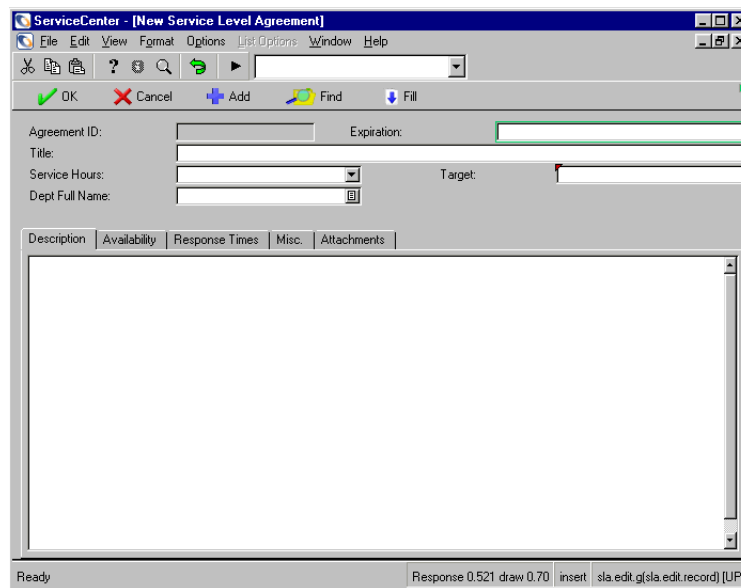 ServiceCenter - [New Service Level Agreement]
File Edit View Format Options List Options Window Help
OK Cancel Add Find Fill
Agreement ID: Expiration:
Title:
Service Hours: Target:
Dept Full Name:
Description Availability Response Times Misc. Attachments
Ready Response 0.521 draw 0.70 insert sla.edit.g(sla.edit.record) [UP